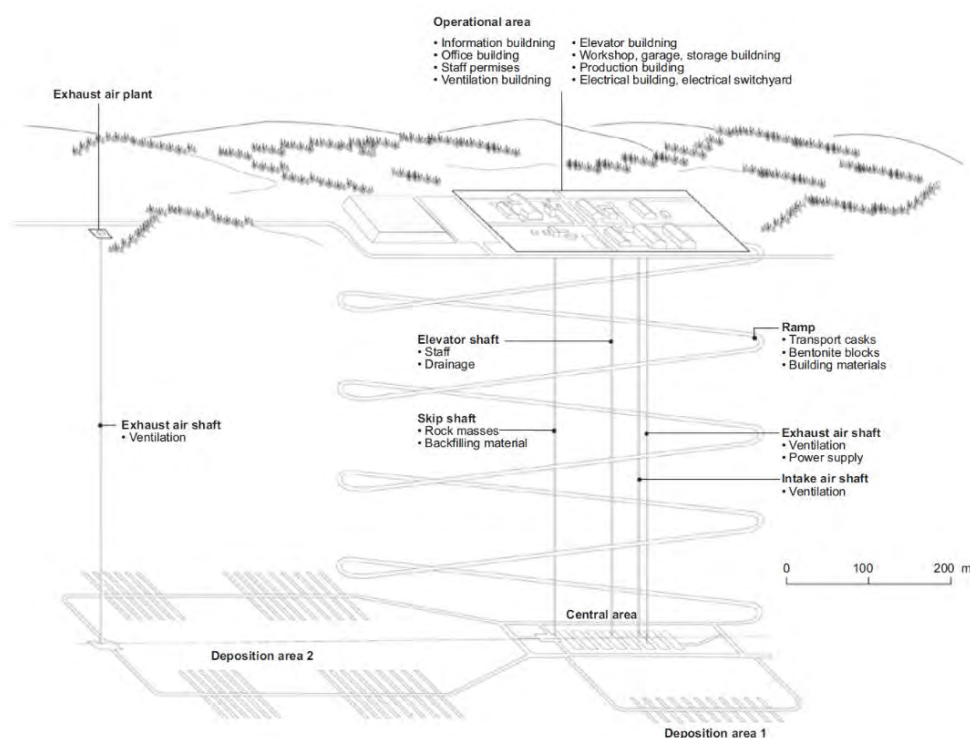 Operational area
• Information buildning
• Office building
• Staff permises
• Ventilation buildning
• Elevator buildning
• Workshop, garage, storage buildning
• Production building
• Electrical building, electrical switchyard
Exhaust air plant
Elevator shaft
• Staff
• Drainage
Ramp
• Transport casks
• Bentonite blocks
• Building materials
Exhaust air shaft
• Ventilation
Skip shaft
• Rock masses
• Backfilling material
Exhaust air shaft
• Ventilation
• Power supply
Intake air shaft
• Ventilation
0 100 200 m
Central area
Deposition area 2
Deposition area 1